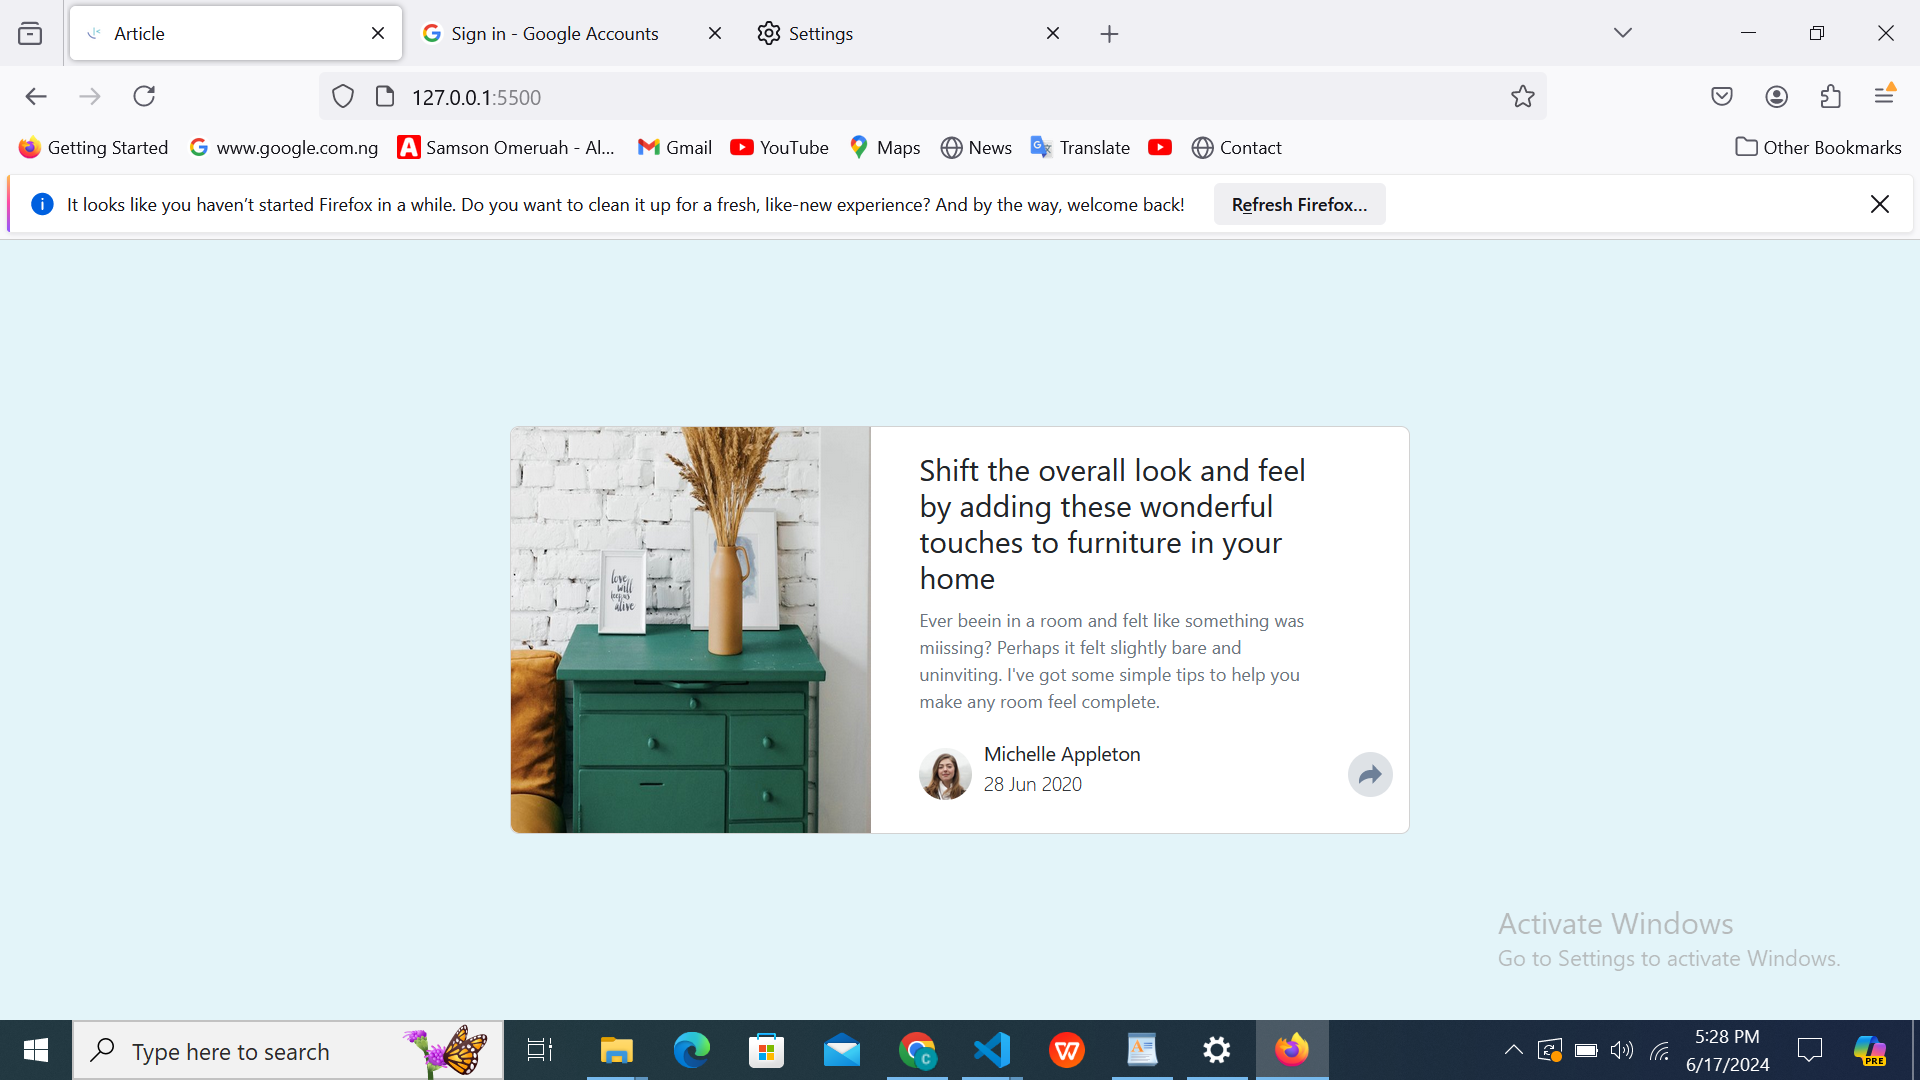 Article
Sign in - Google Accounts
Settings
127.0.0.1:5500
Getting Started
www.google.com.ng
Samson Omeruah - Al...
Gmail
YouTube
Maps
News
Translate
Contact
Other Bookmarks
It looks like you haven’t started Firefox in a while. Do you want to clean it up for a fresh, like-new experience? And by the way, welcome back!
Refresh Firefox...
Shift the overall look and feel
by adding these wonderful
touches to furniture in your
home
love
will
alive
Ever beein in a room and felt like something was
miissing? Perhaps it felt slightly bare and
uninviting. I've got some simple tips to help you
make any room feel complete.
Michelle Appleton
28 Jun 2020
Activate Windows
Go to Settings to activate Windows.
Type here to search
5:28 PM
6/17/2024
PRE